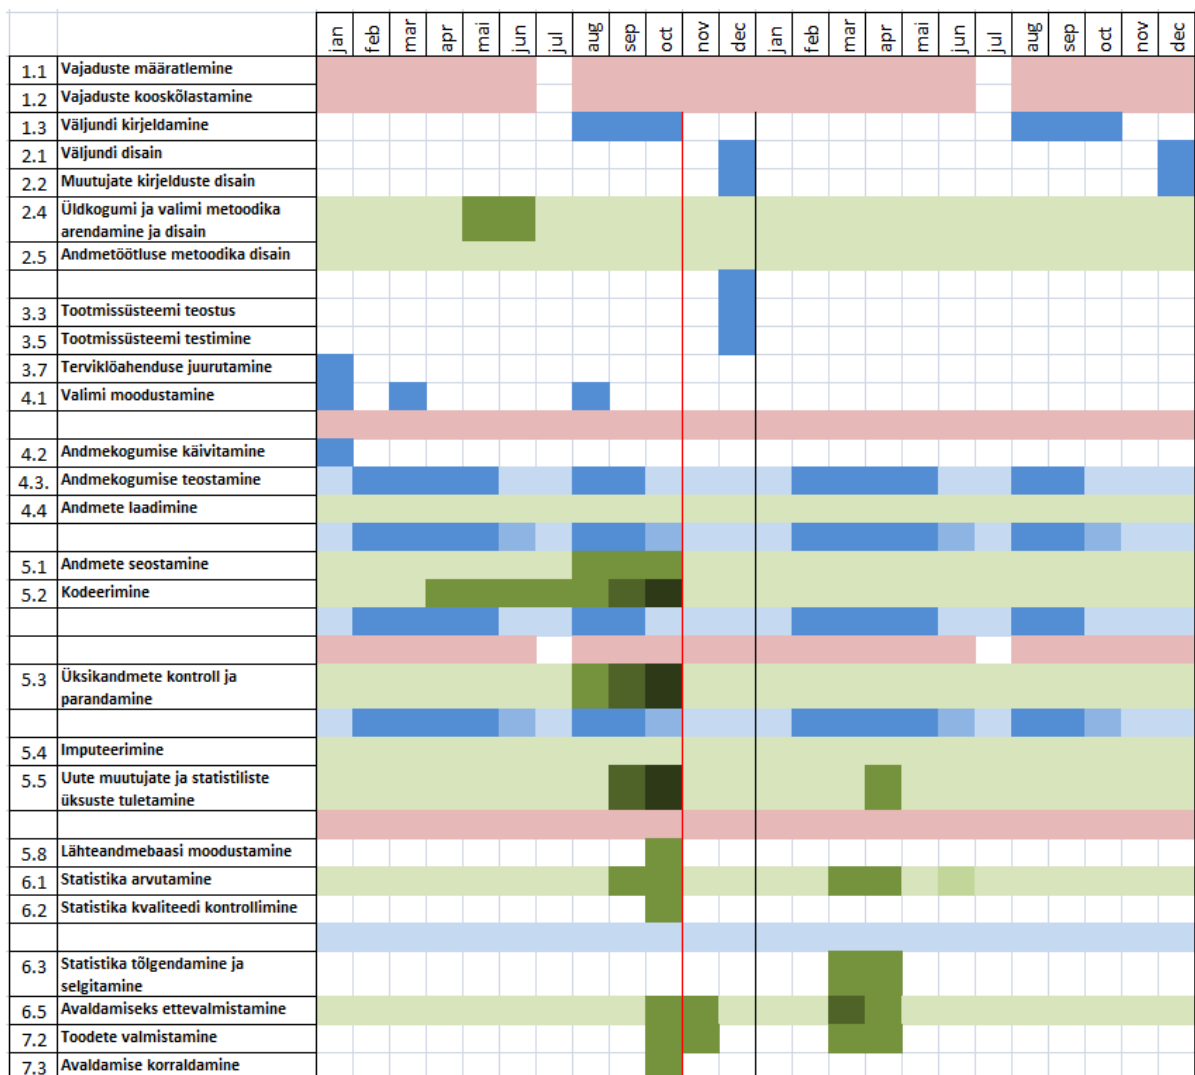 jan feb mar apr mai jun jul aug sep oct nov dec jan feb mar apr mai jun jul aug sep oct nov dec
1.1 Vajaduste määratlemine
1.2 Vajaduste kooskõlastamine
1.3 Väljundi kirjeldamine
2.1 Väljundi disain
2.2 Muutujate kirjelduste disain
2.4 Üldkogumi ja valimi metoodika
arendamine ja disain
2.5 Andmetöötluse metoodika disain
3.3 Tootmissüsteemi teostus
3.5 Tootmissüsteemi testimine
3.7 Terviklõahenduse juurutamine
4.1 Valimi moodustamine
4.2 Andmekogumise käivitamine
4.3. Andmekogumise teostamine
4.4 Andmete laadimine
5.1 Andmete seostamine
5.2 Kodeerimine
5.3 Üksikandmete kontroll ja
parandamine
5.4 Imputeerimine
5.5 Uute muutujate ja statistiliste
üksuste tuletamine
5.8 Lähteandmebaasi moodustamine
6.1 Statistika arvutamine
6.2 Statistika kvaliteedi kontrollimine
6.3 Statistika tõlgendamine ja
selgitamine
6.5 Avaldamiseks ettevalmistamine
7.2 Toodete valmistamine
7.3 Avaldamise korraldamine